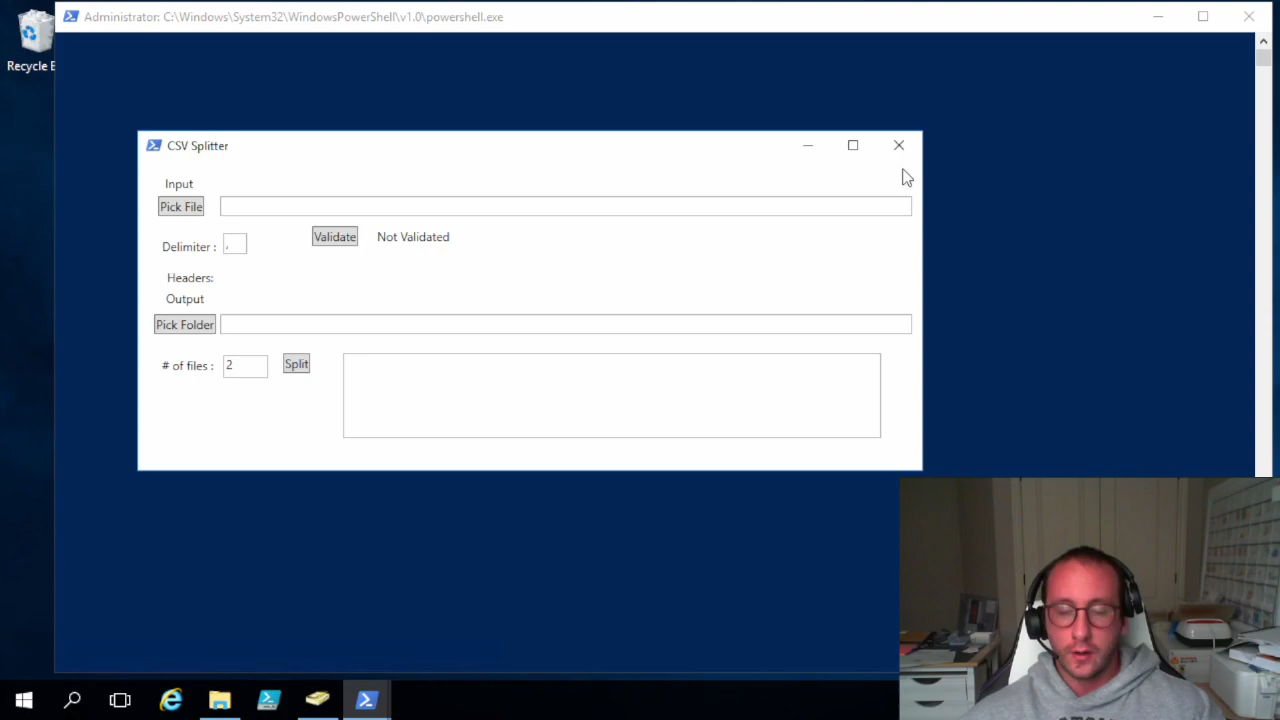 Administrator: C:\Windows\System32\WindowsPowerShell\v1.0\powershell.exe
Recycle
CSV Splitter
Input
Pick File
Delimiter : , Validate Not Validated
Headers:
Output
Pick Folder
# of files : 2 Split